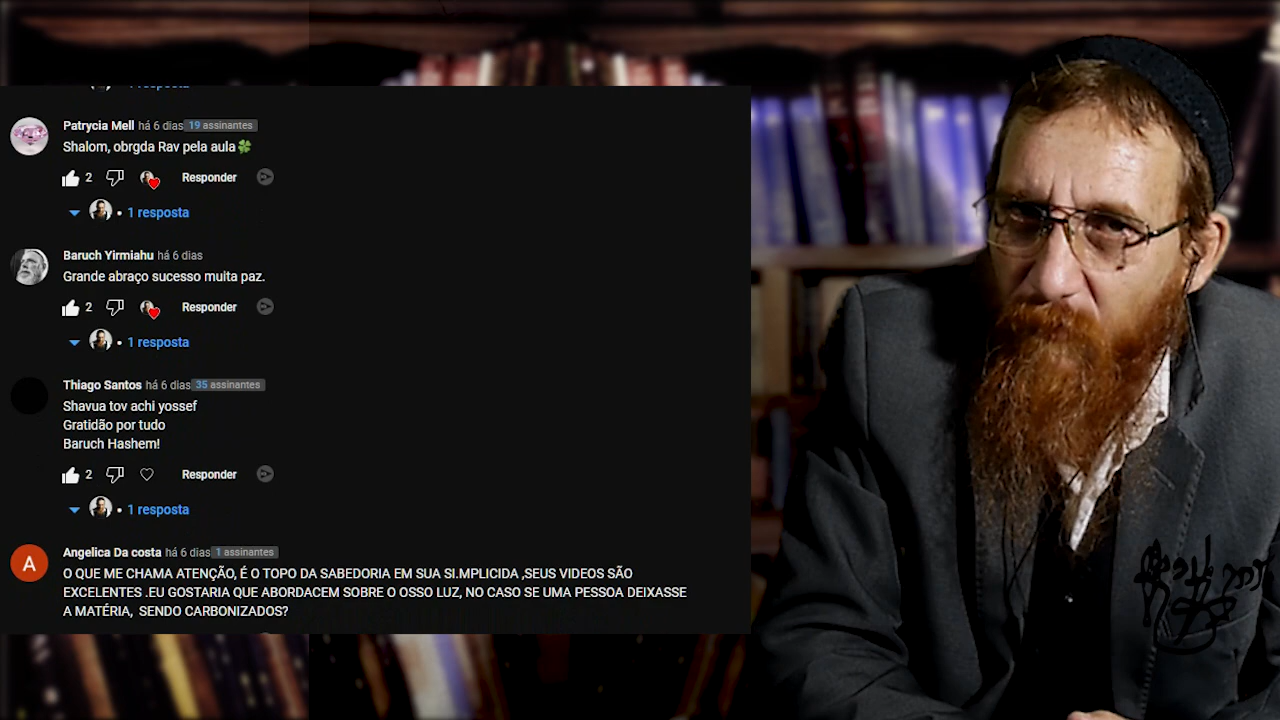 1 resposta
Patrycia Mell há 6 dias 19 assinantes
Shalom, obrgda Rav pela aula🍀
2 Responder
1 resposta
Baruch Yirmiahu há 6 dias
Grande abraço sucesso muita paz.
2 Responder
1 resposta
Thiago Santos há 6 dias 35 assinantes
Shavua tov achi yossef
Gratidão por tudo
Baruch Hashem!
2 Responder
1 resposta
A
Angelica Da costa há 6 dias 1 assinantes
O QUE ME CHAMA ATENÇÃO, É O TOPO DA SABEDORIA EM SUA SI.MPLICIDA ,SEUS VIDEOS SÃO
EXCELENTES .EU GOSTARIA QUE ABORDACEM SOBRE O OSSO LUZ, NO CASO SE UMA PESSOA DEIXASSE
A MATÉRIA, SENDO CARBONIZADOS?